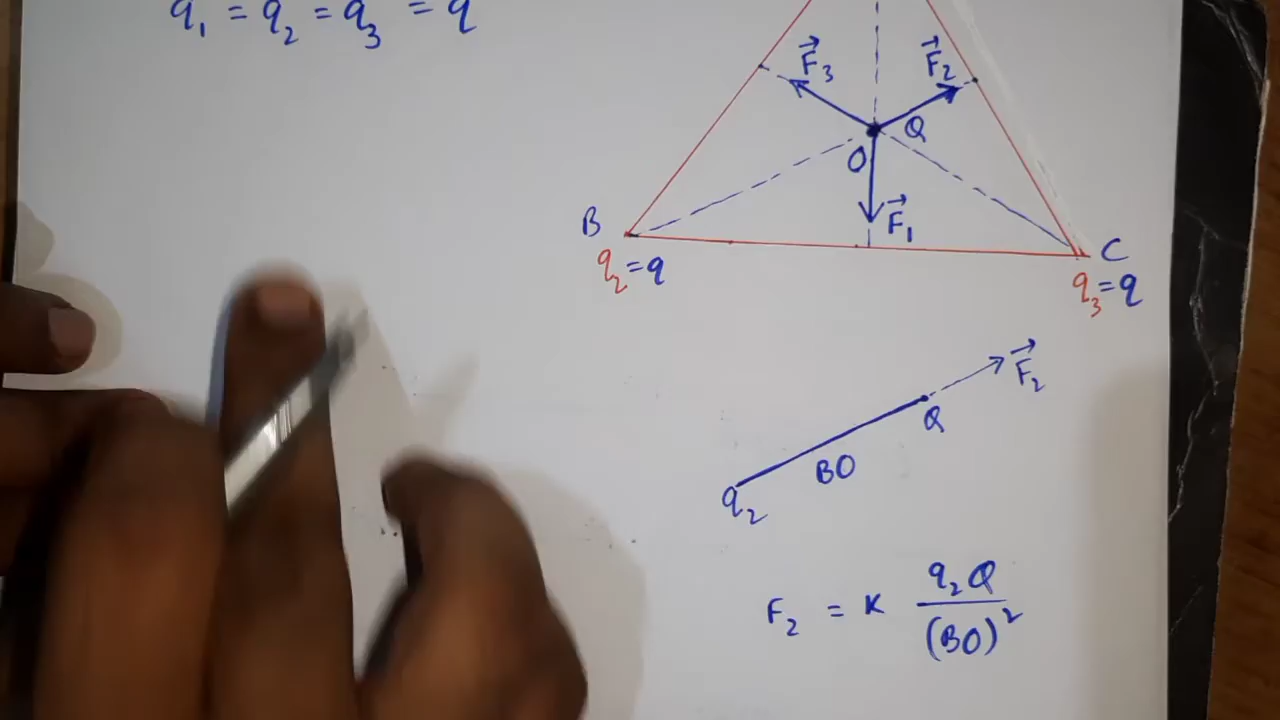 q₁ = q₂ = q₃ = q
F⃗₃
F⃗₂
Q
O
F⃗₁
B
C
q₂=q
q₃=q
F⃗₂
Q
BO
q₂
F₂ = K q₂Q/(BO)²